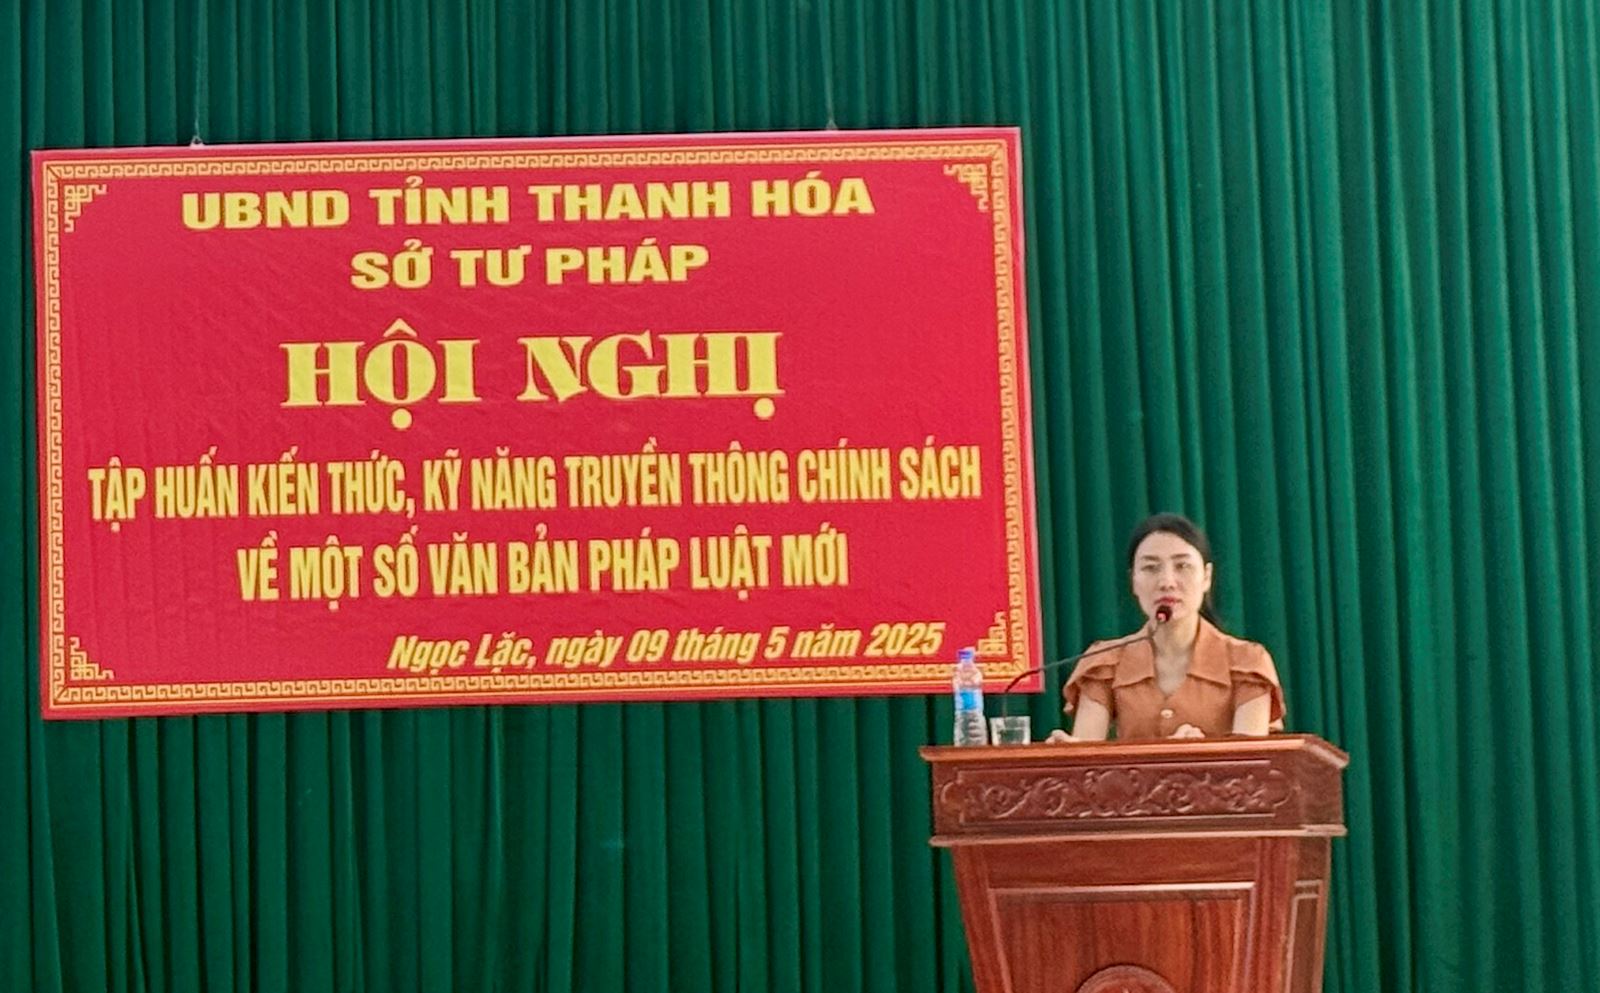 UBND TỈNH THANH HÓA
SỞ TƯ PHÁP
HỘI NGHỊ
TẬP HUẤN KIẾN THỨC, KỸ NĂNG TRUYỀN THÔNG CHÍNH SÁCH
VỀ MỘT SỐ VĂN BẢN PHÁP LUẬT MỚI
Ngọc Lặc, ngày 09 tháng 5 năm 2025